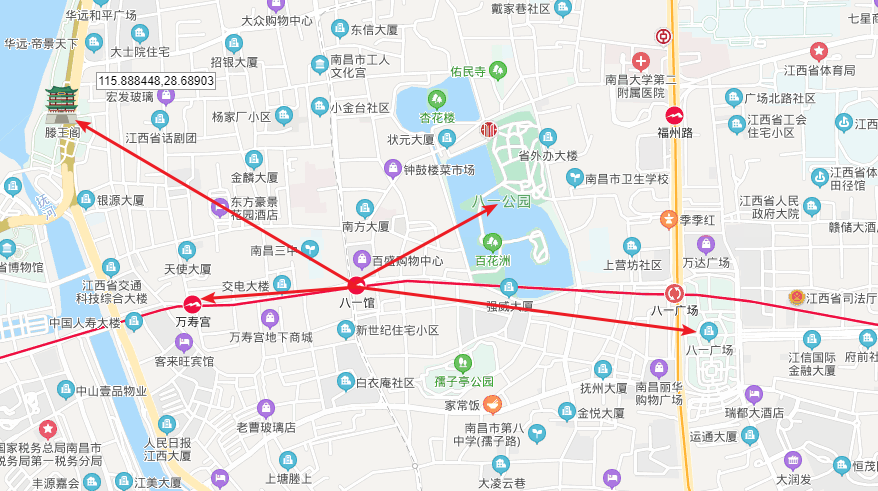 华远和平广场
大众购物中心
戴家巷社区
七星商
华远·帝景天下
大士院住宅
东信大厦
招银大厦
南昌市工人
文化宫
佑民寺
南昌大学第二
附属医院
江西省体育局
115.888448,28.68903
宏发玻璃
小金台社区
杏花楼
广场北路社区
滕王阁
江西省话剧团
杨家厂小区
状元大厦
福州路
江西省工会
住宅小区
江西
金麟大厦
钟鼓楼菜市场
省外办大楼
南昌市卫生学校
江西省体
田径馆
抚河
银源大厦
东方豪景
花园酒店
南方大厦
八一公园
江西省人民
政府大院
季季红
赣储大酒
南昌三中
百盛购物中心
百花洲
上营坊社区
万达广场
省博物馆
天使大厦
江西省交通
科技综合大楼
交电大楼
八一馆
强威大厦
八一广场
江西省司法厅
中国人寿大楼
万寿宫
万寿宫地下商城
新世纪住宅小区
八一广场
江信国际
金融大厦
府前
客来旺宾馆
孺子亭公园
中山壹品物业
白衣庵社区
抚州大厦
南昌丽华
购物广场
家常饭
金悦大厦
瑞都大酒店
老曹玻璃店
南昌市第八
中学(孺子路)
运通大厦
国家税务总局南昌市
税务局第一税务分局
人民日报
江西大厦
丰源嘉会
江美大厦
上塘塍上
大凌云巷
大润发
恒茂